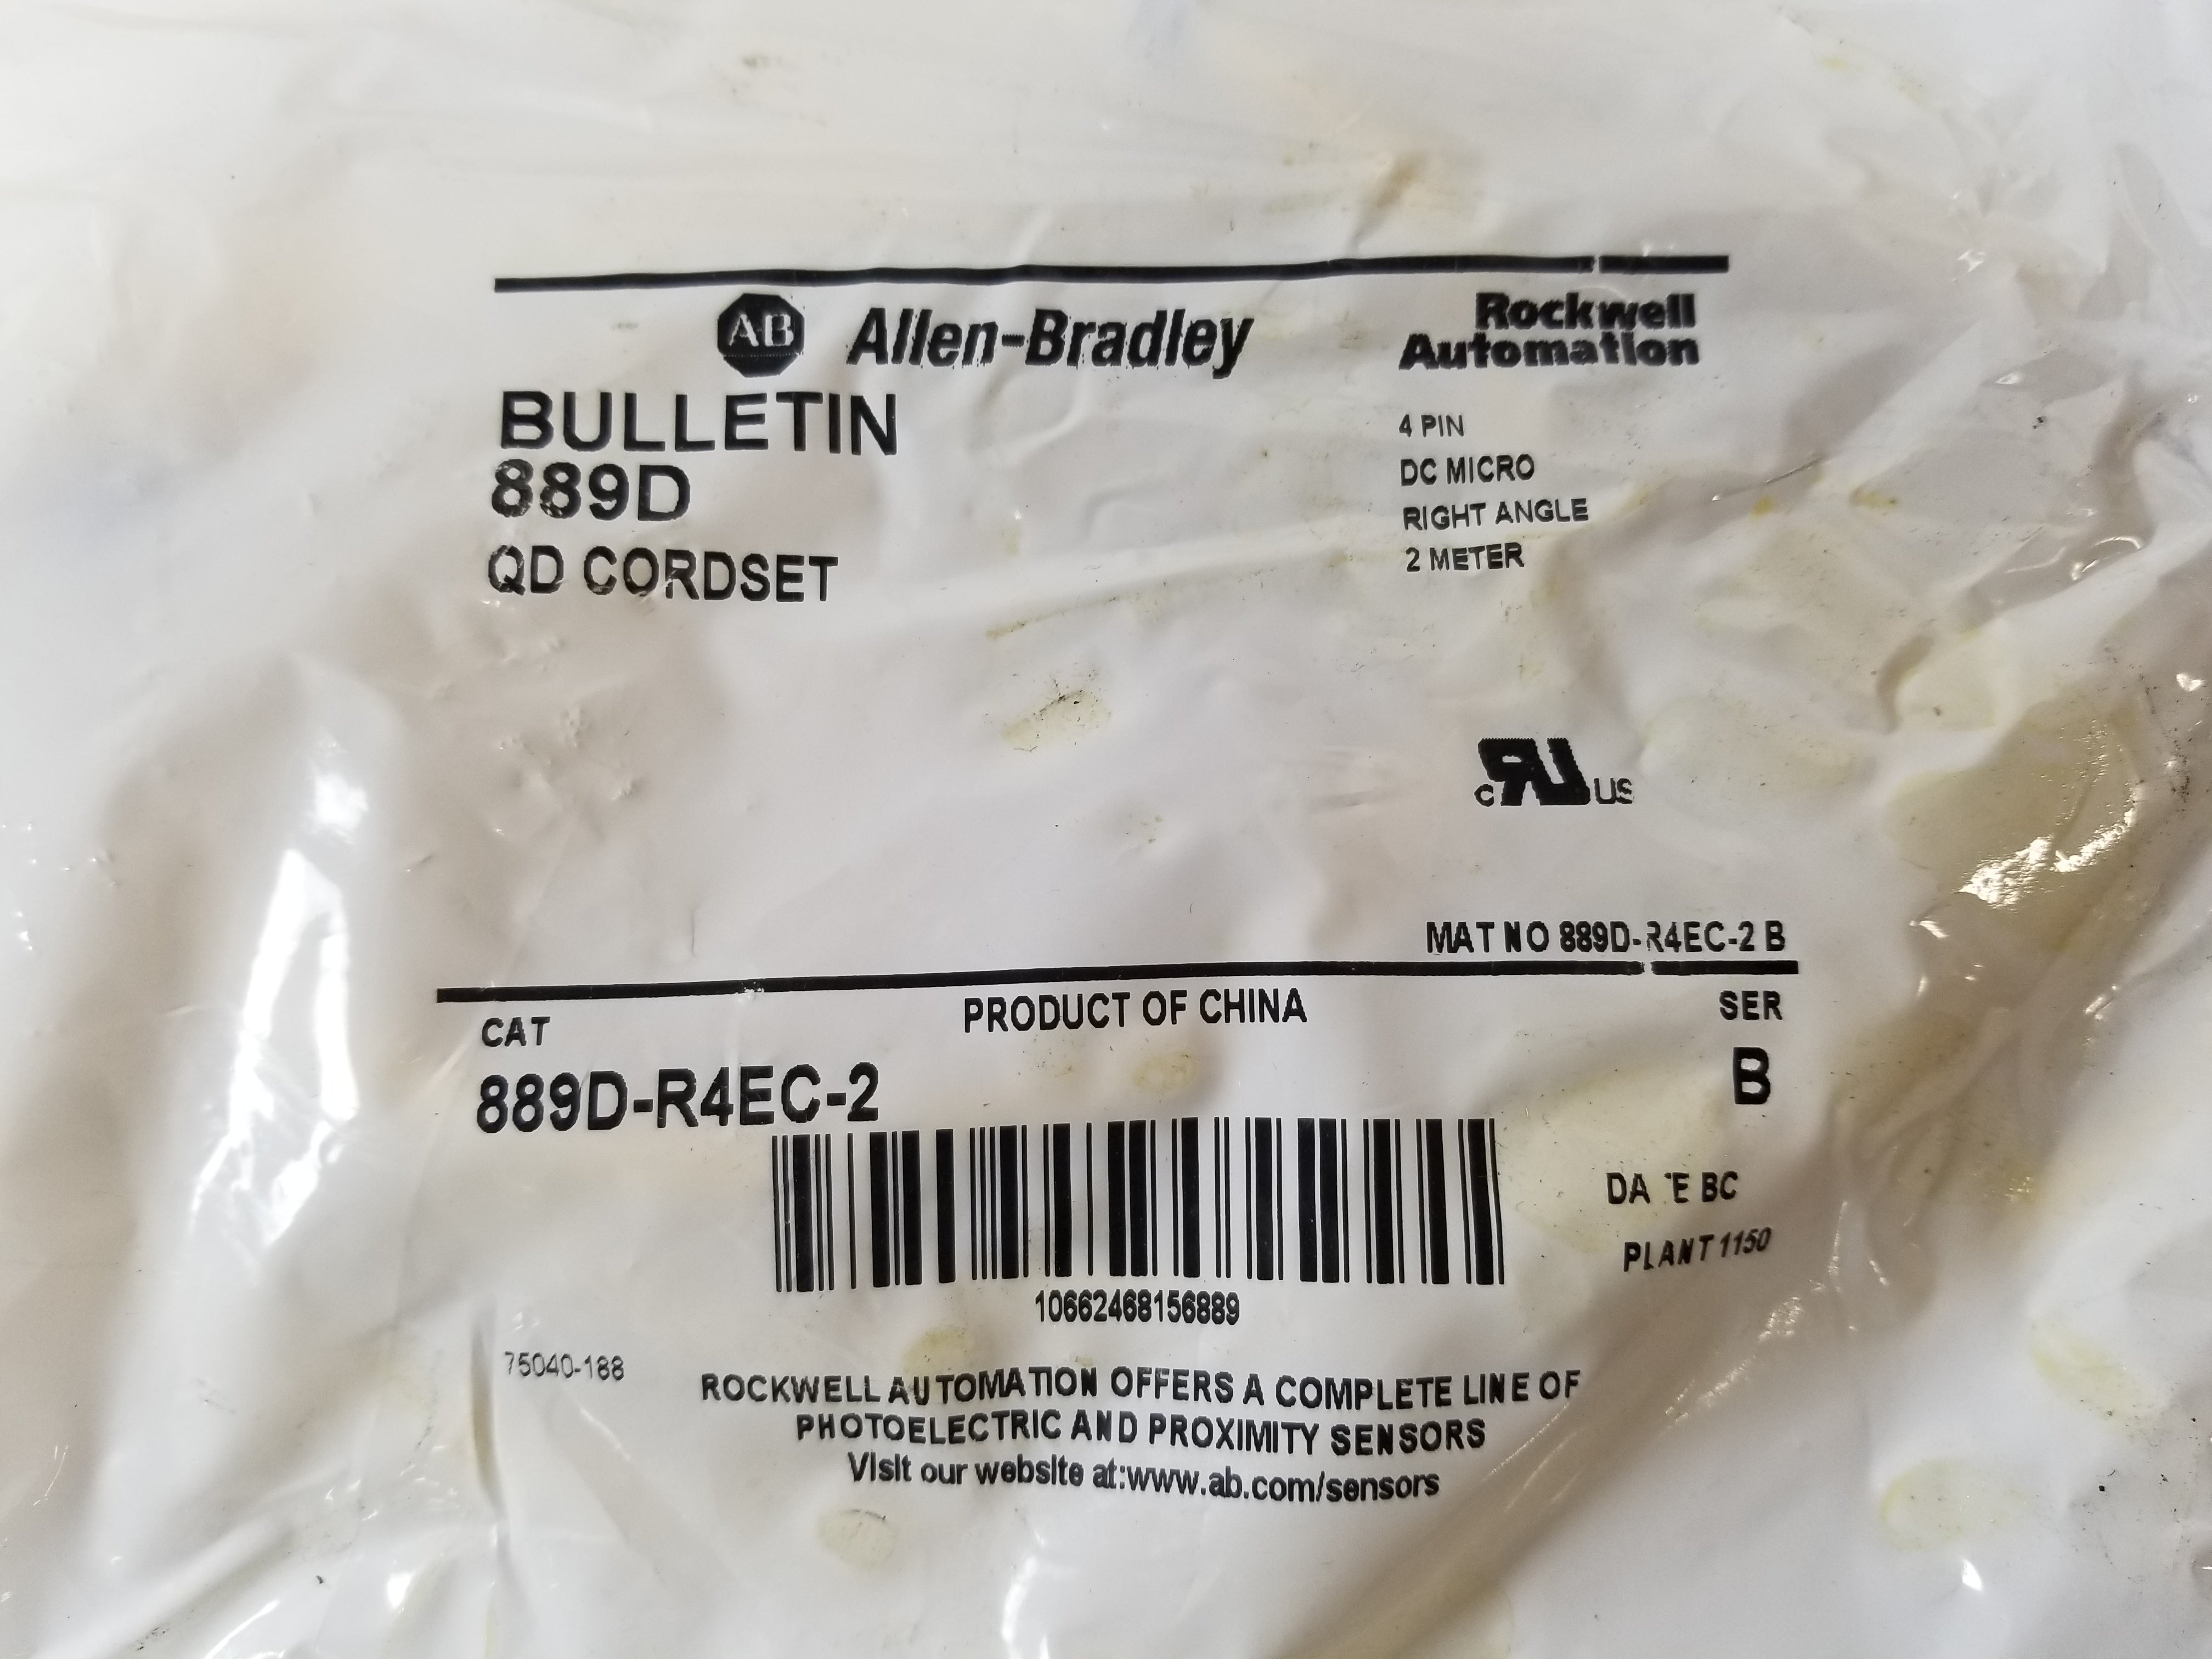 AB Allen-Bradley
Rockwell
Automation
BULLETIN
889D
QD CORDSET
4 PIN
DC MICRO
RIGHT ANGLE
2 METER
c RU US
MAT NO 889D-R4EC-2 B
CAT
PRODUCT OF CHINA
SER
889D-R4EC-2
B
DATE BC
PLANT 1150
10662468156889
75040-188
ROCKWELL AUTOMATION OFFERS A COMPLETE LINE OF
PHOTOELECTRIC AND PROXIMITY SENSORS
Visit our website at:www.ab.com/sensors